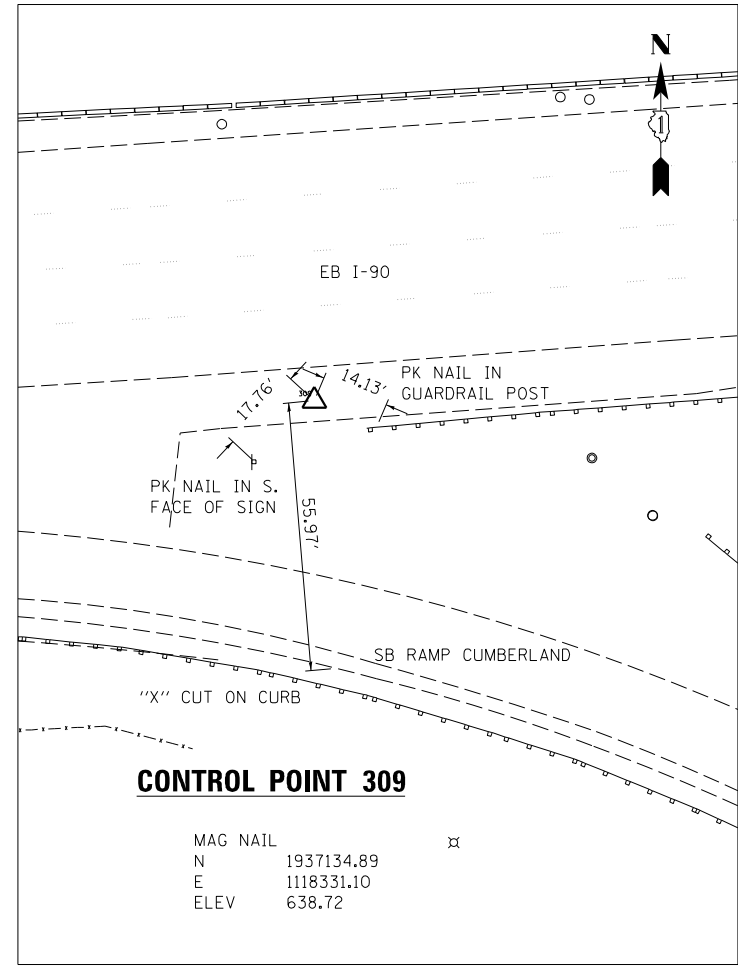 N
1
EB I-90
17.76'
14.13'
PK NAIL IN
GUARDRAIL POST
PK NAIL IN S.
FACE OF SIGN
55.97'
SB RAMP CUMBERLAND
"X" CUT ON CURB
CONTROL POINT 309
MAG NAIL
N 1937134.89
E 1118331.10
ELEV 638.72